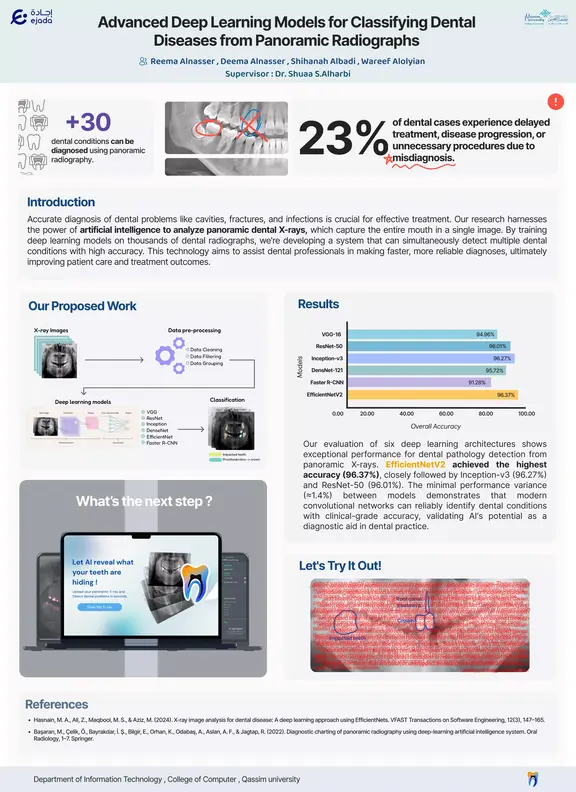 إجادة
ejada
Advanced Deep Learning Models for Classifying Dental
Diseases from Panoramic Radiographs
Reema Alnasser , Deema Alnasser , Shihanah Albadi , Wareef Alolyian
Supervisor : Dr. Shuaa S.Alharbi
+30
dental conditions can be
diagnosed using panoramic
radiography.
23%
of dental cases experience delayed
treatment, disease progression, or
unnecessary procedures due to
misdiagnosis.
!
Introduction
Accurate diagnosis of dental problems like cavities, fractures, and infections is crucial for effective treatment. Our research harnesses
the power of artificial intelligence to analyze panoramic dental X-rays, which capture the entire mouth in a single image. By training
deep learning models on thousands of dental radiographs, we're developing a system that can simultaneously detect multiple dental
conditions with high accuracy. This technology aims to assist dental professionals in making faster, more reliable diagnoses, ultimately
improving patient care and treatment outcomes.
Our Proposed Work
X-ray images
Data pre-processing
Data Cleaning
Data Filtering
Data Grouping
Deep learning models
VGG
ResNet
Inception
DenseNet
EfficientNet
Faster R-CNN
Classification
Results
Models
VGG-16 94.96%
ResNet-50 96.01%
Inception-v3 96.27%
DensNet-121 95.72%
Faster R-CNN 91.28%
EfficientNetV2 96.37%
0.00 20.00 40.00 60.00 80.00 100.00
Overall Accuracy
Our evaluation of six deep learning architectures shows
exceptional performance for dental pathology detection from
panoramic X-rays. EfficientNetV2 achieved the highest
accuracy (96.37%), closely followed by Inception-v3 (96.27%)
and ResNet-50 (96.01%). The minimal performance variance
(≈1.4%) between models demonstrates that modern
convolutional networks can reliably identify dental conditions
with clinical-grade accuracy, validating AI's potential as a
diagnostic aid in dental practice.
What's the next step ?
Let AI reveal what
your teeth are
hiding !
Upload your panoramic X-ray and
Detect dental problems in seconds.
Let's Try It Out!
References
Hasnain, M. A., Ali, Z., Maqbool, M. S., & Aziz, M. (2024). X-ray image analysis for dental disease: A deep learning approach using EfficientNets. VFAST Transactions on Software Engineering, 12(3), 147–165.
Başaran, M., Çelik, Ö., Bayrakdar, İ. Ş., Bilgir, E., Orhan, K., Odabaş, A., Aslan, A. F., & Jagtap, R. (2022). Diagnostic charting of panoramic radiography using deep-learning artificial intelligence system. Oral
Radiology, 1–7. Springer.
Department of Information Technology , College of Computer , Qassim university